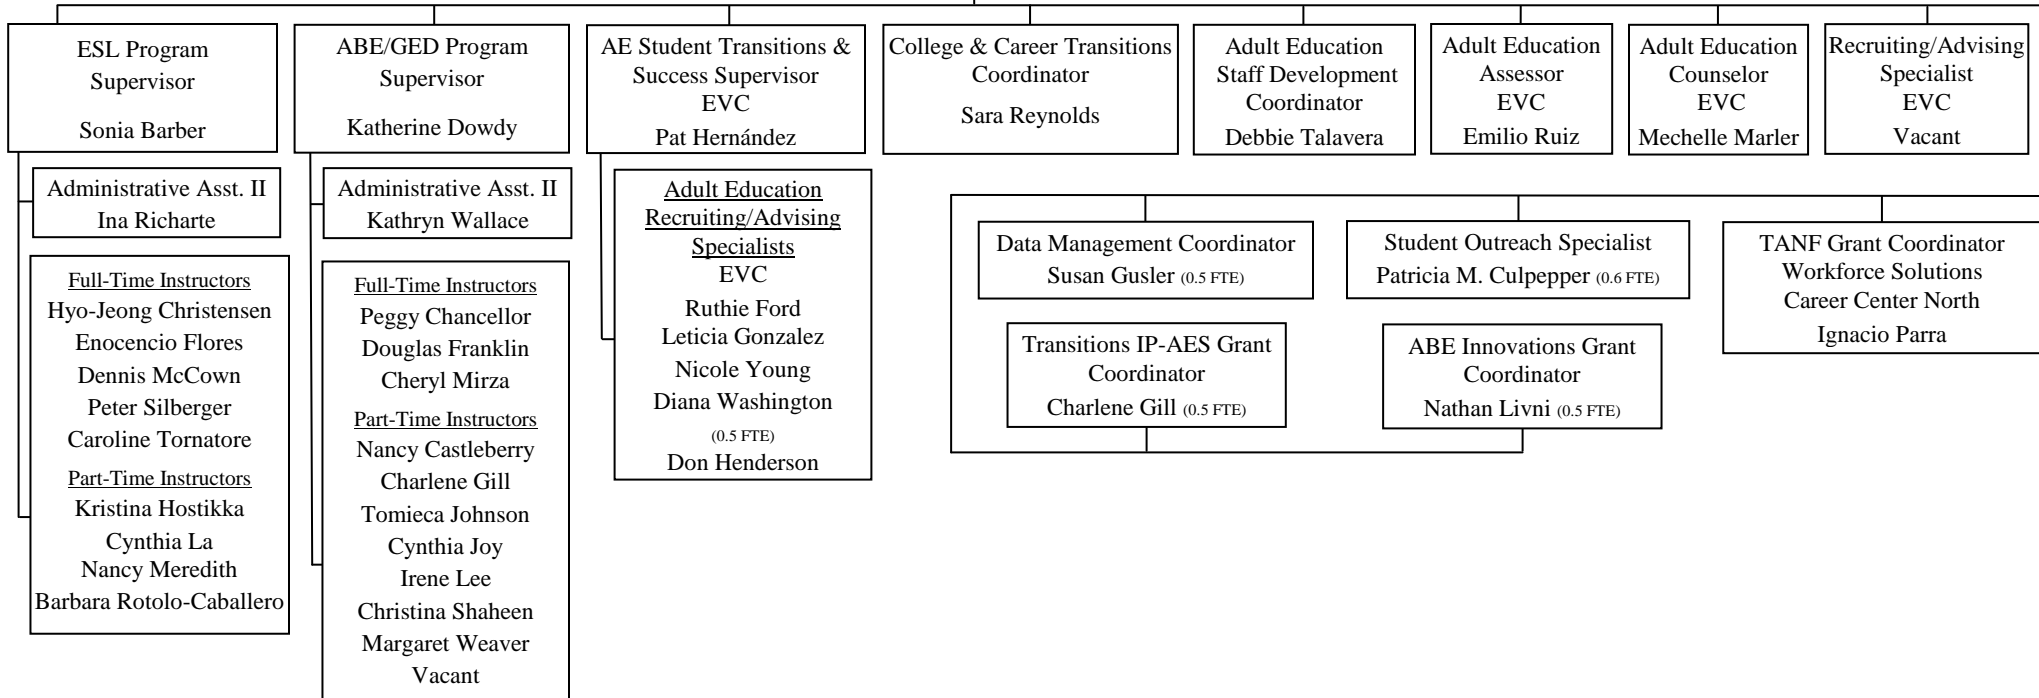 ESL Program
Supervisor
Sonia Barber
ABE/GED Program
Supervisor
Katherine Dowdy
AE Student Transitions &
Success Supervisor
EVC
Pat Hernández
College & Career Transitions
Coordinator
Sara Reynolds
Adult Education
Staff Development
Coordinator
Debbie Talavera
Adult Education
Assessor
EVC
Emilio Ruiz
Adult Education
Counselor
EVC
Mechelle Marler
Recruiting/Advising
Specialist
EVC
Vacant
Administrative Asst. II
Ina Richarte
Full-Time Instructors
Hyo-Jeong Christensen
Enocencio Flores
Dennis McCown
Peter Silberger
Caroline Tornatore
Part-Time Instructors
Kristina Hostikka
Cynthia La
Nancy Meredith
Barbara Rotolo-Caballero
Administrative Asst. II
Kathryn Wallace
Full-Time Instructors
Peggy Chancellor
Douglas Franklin
Cheryl Mirza
Part-Time Instructors
Nancy Castleberry
Charlene Gill
Tomieca Johnson
Cynthia Joy
Irene Lee
Christina Shaheen
Margaret Weaver
Vacant
Adult Education
Recruiting/Advising
Specialists
EVC
Ruthie Ford
Leticia Gonzalez
Nicole Young
Diana Washington
(0.5 FTE)
Don Henderson
Data Management Coordinator
Susan Gusler (0.5 FTE)
Student Outreach Specialist
Patricia M. Culpepper (0.6 FTE)
TANF Grant Coordinator
Workforce Solutions
Career Center North
Ignacio Parra
Transitions IP-AES Grant
Coordinator
Charlene Gill (0.5 FTE)
ABE Innovations Grant
Coordinator
Nathan Livni (0.5 FTE)